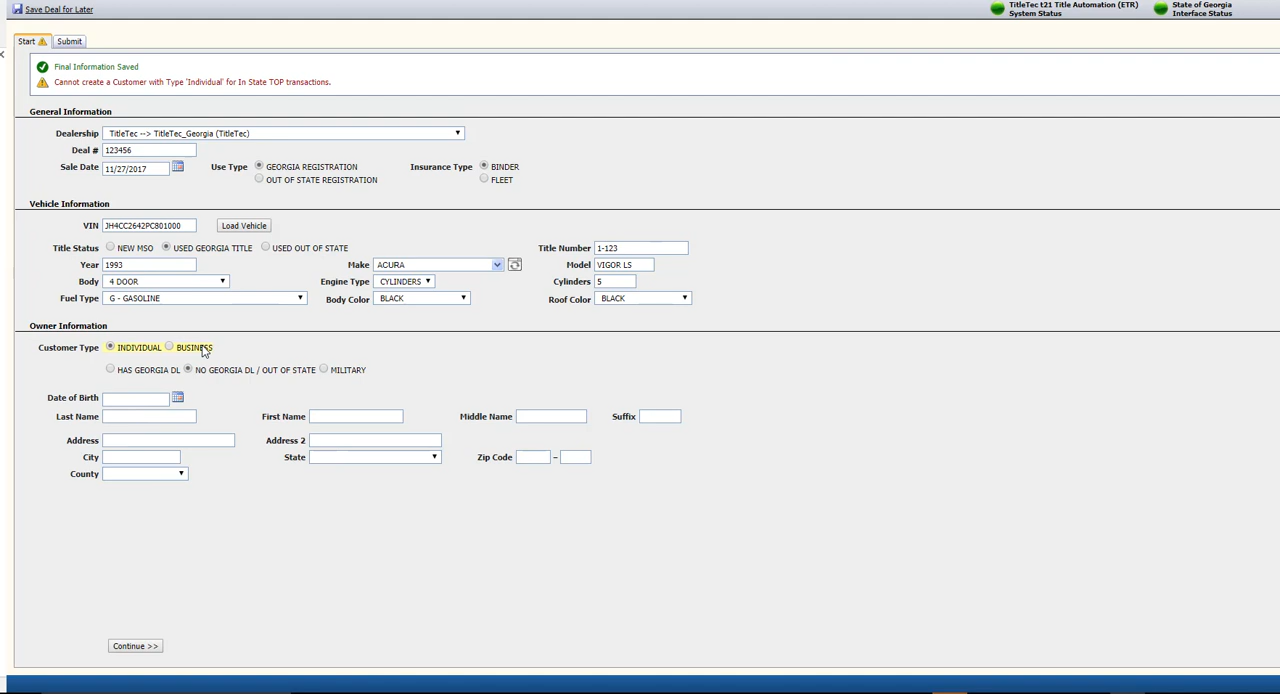 Save Deal for Later
TitleTec t21 Title Automation (ETR)
System Status
State of Georgia
Interface Status
Start
Submit
Final Information Saved
Cannot create a Customer with Type 'Individual' for In State TOP transactions.
General Information
Dealership TitleTec --> TitleTec_Georgia (TitleTec)
Deal # 123456
Sale Date 11/27/2017 Use Type GEORGIA REGISTRATION Insurance Type BINDER
OUT OF STATE REGISTRATION FLEET
Vehicle Information
VIN JH4CC2642PC801000 Load Vehicle
Title Status NEW MSO USED GEORGIA TITLE USED OUT OF STATE Title Number 1-123
Year 1993 Make ACURA Model VIGOR LS
Body 4 DOOR Engine Type CYLINDERS Cylinders 5
Fuel Type G - GASOLINE Body Color BLACK Roof Color BLACK
Owner Information
Customer Type INDIVIDUAL BUSINESS
HAS GEORGIA DL NO GEORGIA DL / OUT OF STATE MILITARY
Date of Birth
Last Name First Name Middle Name Suffix
Address Address 2
City State Zip Code –
County
Continue >>